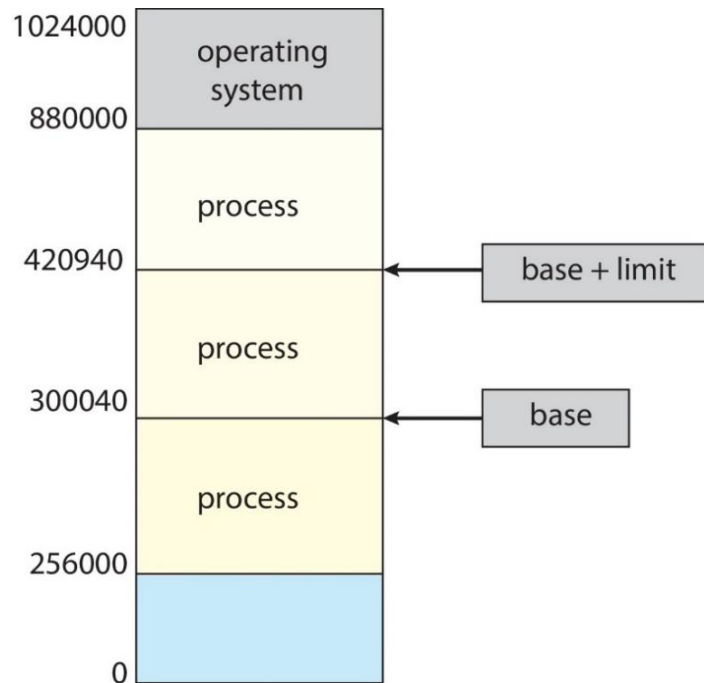 1024000
operating
system
880000
process
420940
base + limit
process
300040
base
process
256000
0